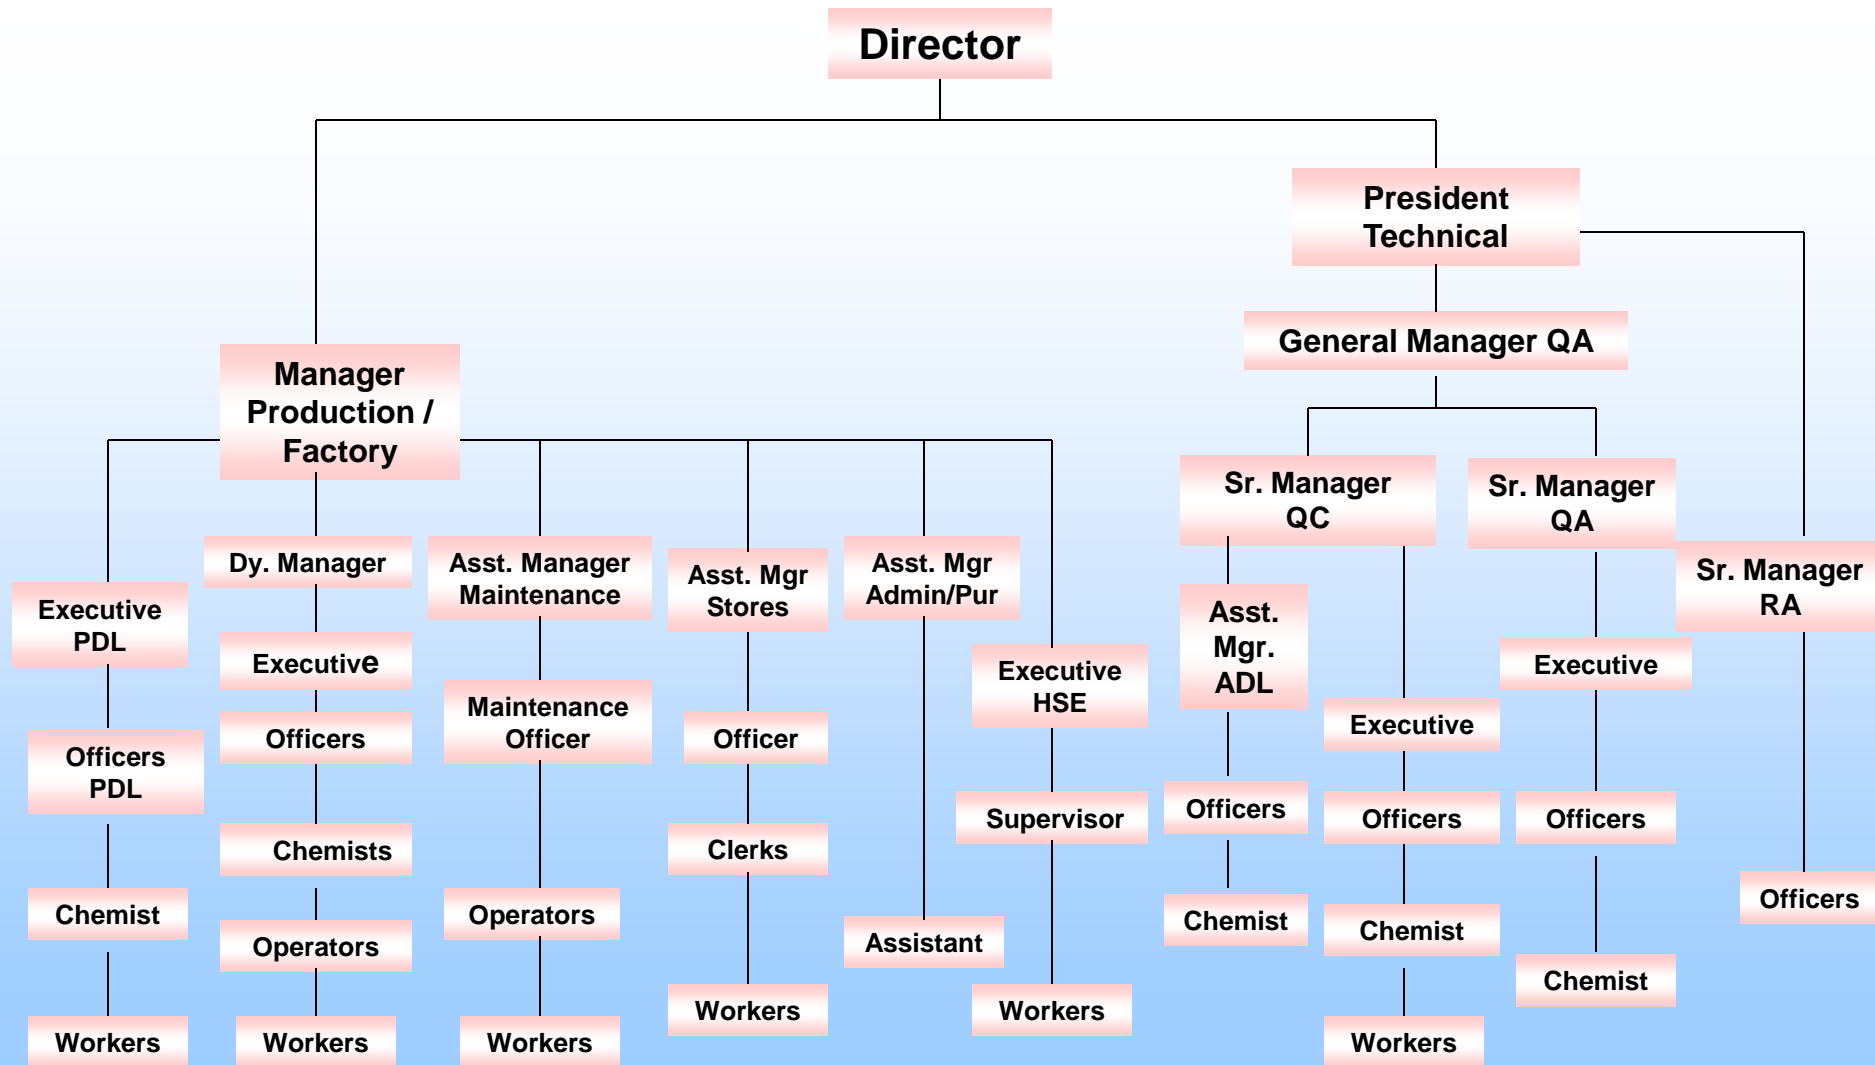 Director
President
Technical
General Manager QA
Manager
Production /
Factory
Sr. Manager
QC
Sr. Manager
QA
Sr. Manager
RA
Executive
PDL
Dy. Manager
Asst. Manager
Maintenance
Asst. Mgr
Stores
Asst. Mgr
Admin/Pur
Executive
HSE
Asst.
Mgr.
ADL
Executive
Executive
Executive
Officers
PDL
Officers
Maintenance
Officer
Officer
Supervisor
Officers
Officers
Officers
Officers
Chemist
Chemists
Operators
Clerks
Assistant
Chemist
Chemist
Chemist
Operators
Workers
Workers
Workers
Workers
Workers
Workers